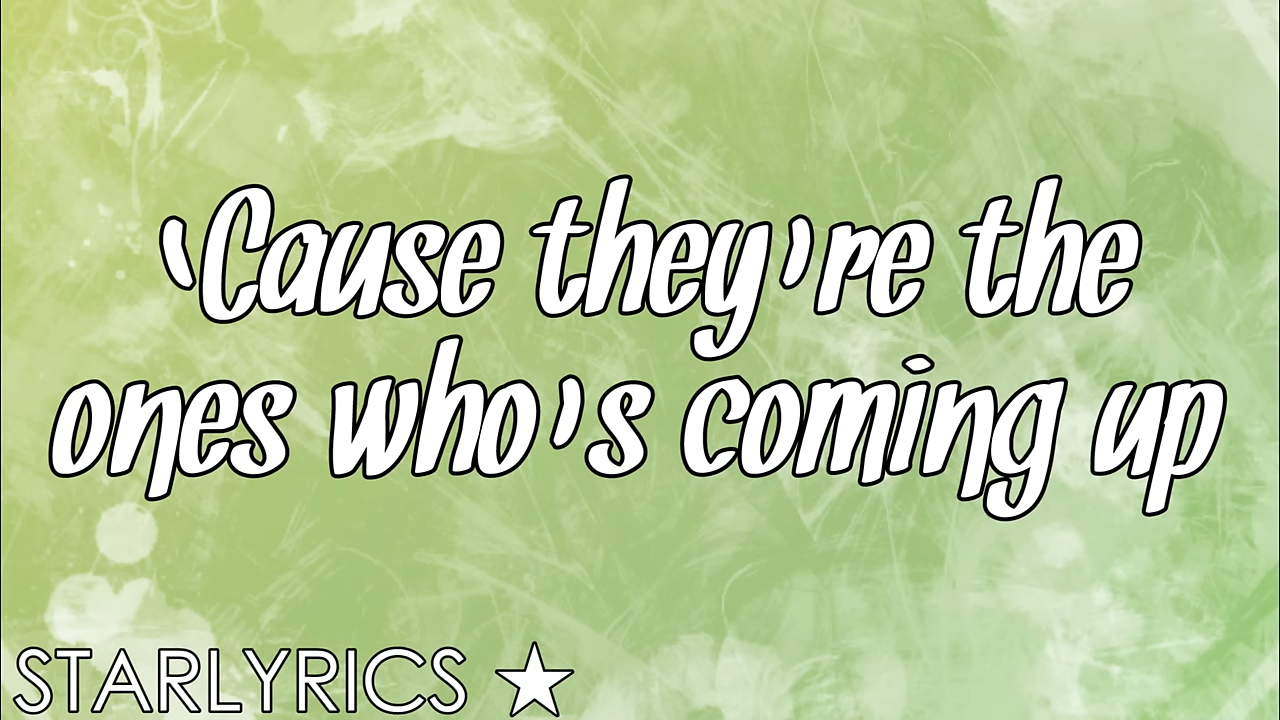 ‘Cause they’re the
ones who’s coming up
STARLYRICS ★